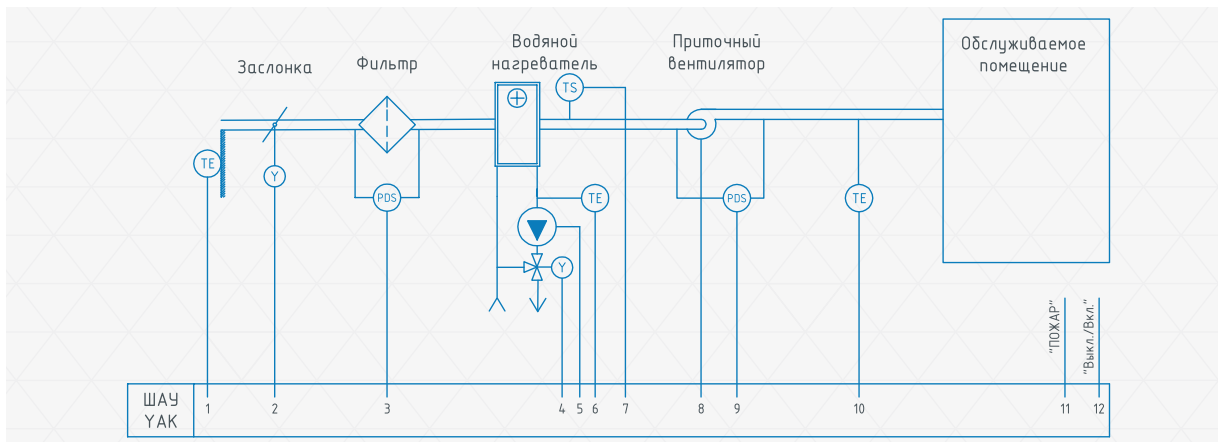 Заслонка
Фильтр
Водяной
нагреватель
Приточный
вентилятор
Обслуживаемое
помещение
TS
TE
Y
PDS
TE
Y
PDS
TE
"ПОЖАР"
"Выкл./Вкл."
ШАУ
YAK
1 2 3 4 5 6 7 8 9 10 11 12